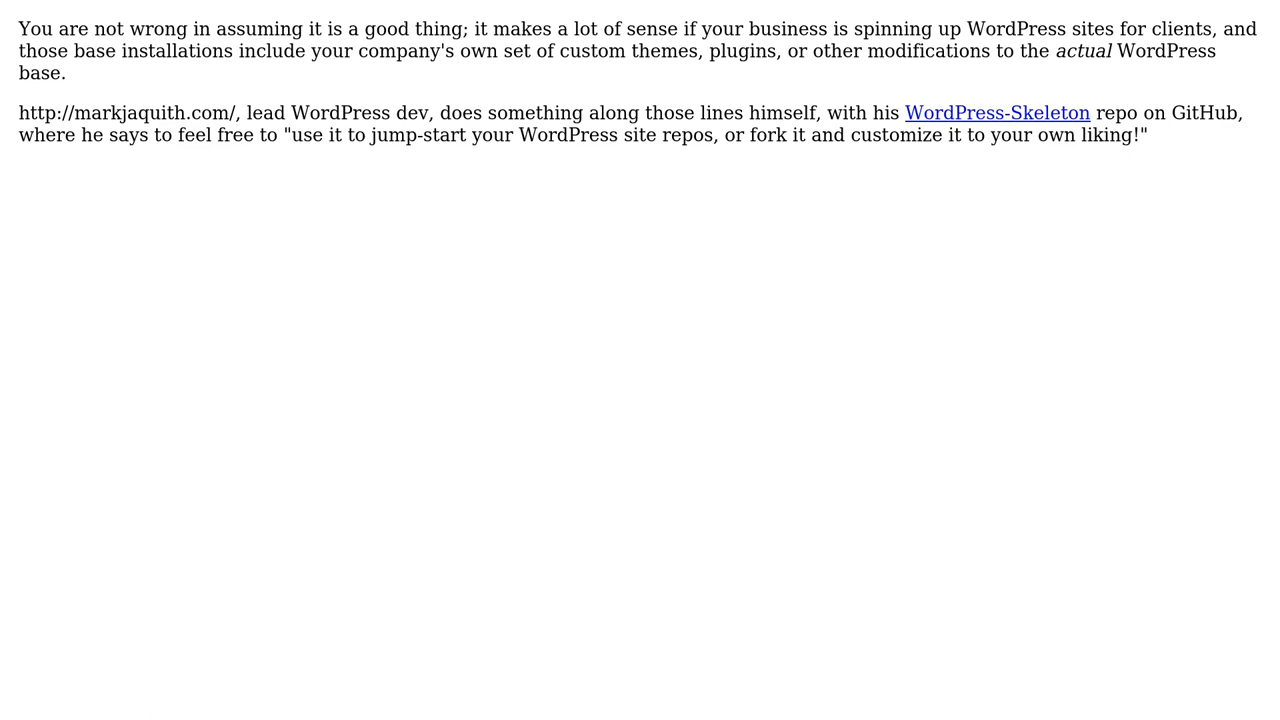 You are not wrong in assuming it is a good thing; it makes a lot of sense if your business is spinning up WordPress sites for clients, and
those base installations include your company's own set of custom themes, plugins, or other modifications to the actual WordPress
base.
http://markjaquith.com/, lead WordPress dev, does something along those lines himself, with his WordPress-Skeleton repo on GitHub,
where he says to feel free to "use it to jump-start your WordPress site repos, or fork it and customize it to your own liking!"